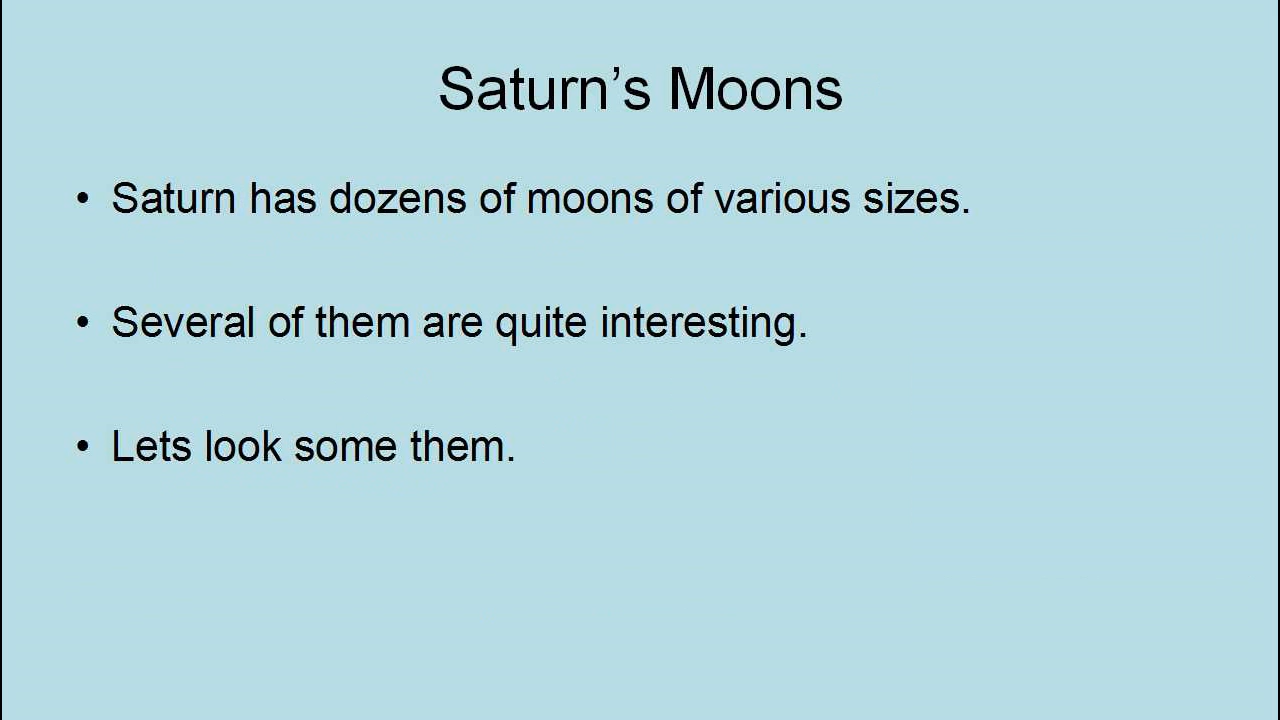 Saturn’s Moons
• Saturn has dozens of moons of various sizes.
• Several of them are quite interesting.
• Lets look some them.